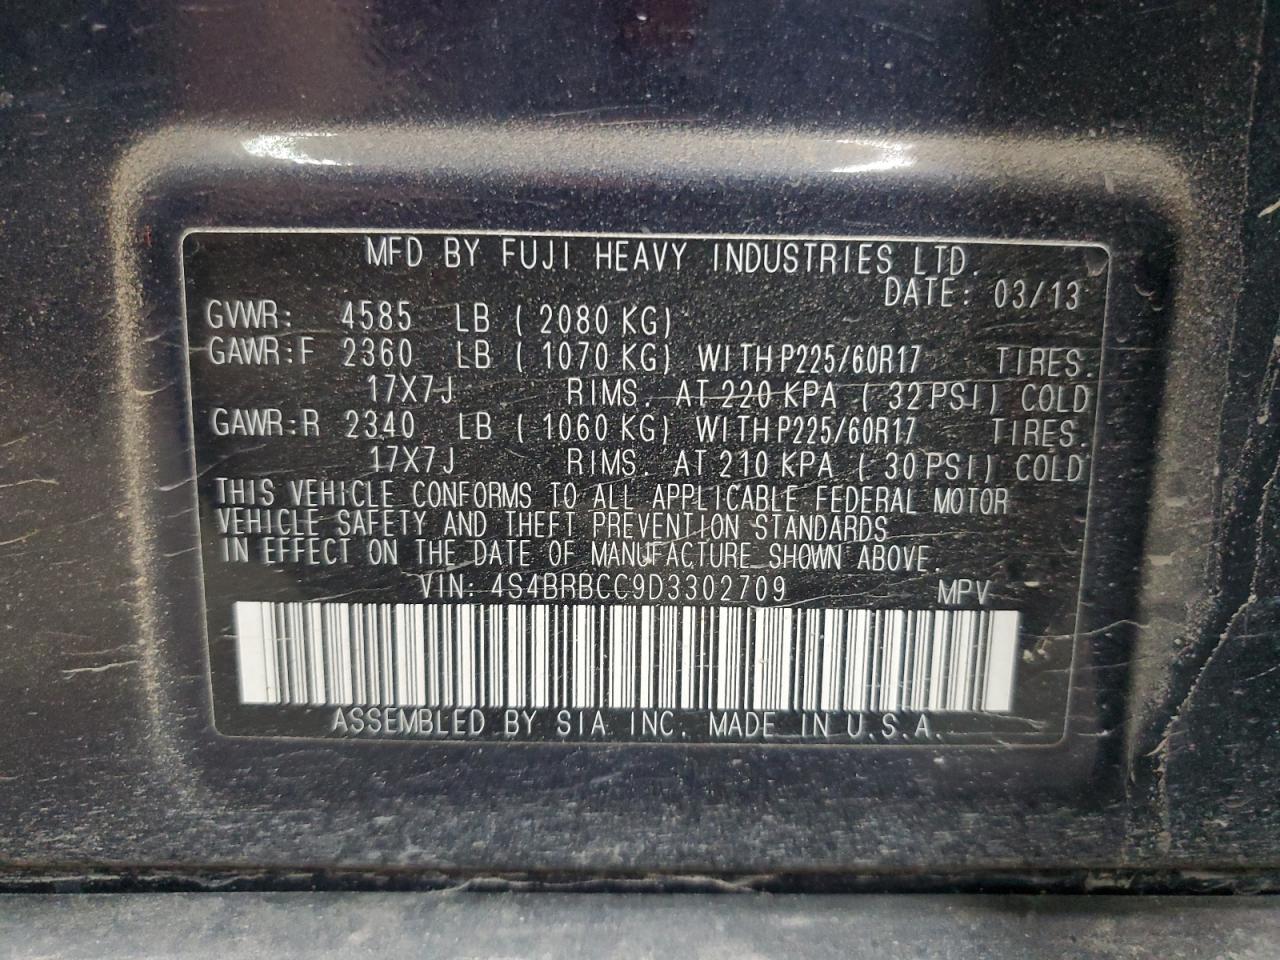 MFD BY FUJI HEAVY INDUSTRIES LTD.
DATE: 03/13
GVWR: 4585 LB ( 2080 KG)
GAWR:F 2360 LB ( 1070 KG) WITH P225/60R17 TIRES.
17X7J RIMS. AT 220 KPA ( 32 PSI) COLD
GAWR:R 2340 LB ( 1060 KG) WITH P225/60R17 TIRES.
17X7J RIMS. AT 210 KPA ( 30 PSI) COLD
THIS VEHICLE CONFORMS TO ALL APPLICABLE FEDERAL MOTOR
VEHICLE SAFETY AND THEFT PREVENTION STANDARDS
IN EFFECT ON THE DATE OF MANUFACTURE SHOWN ABOVE.
VIN: 4S4BRBCC9D3302709 MPV
ASSEMBLED BY SIA INC. MADE IN U.S.A.